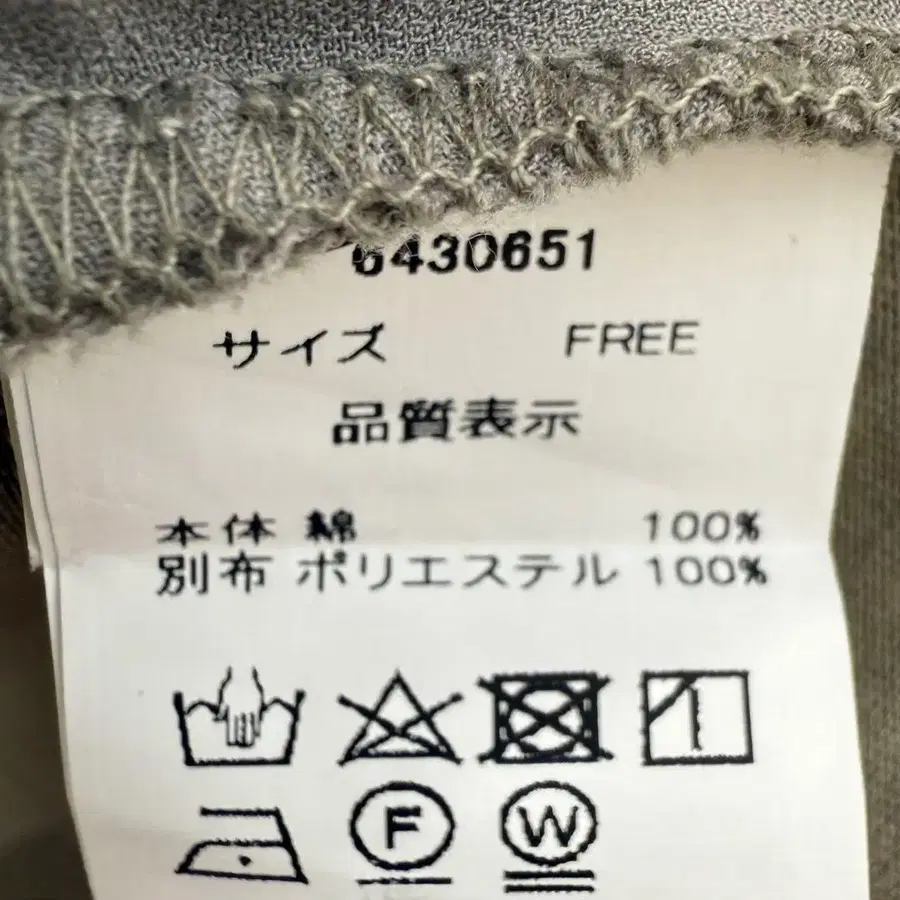 6430651
サイズ FREE
品質表示
本体 綿 100%
別布 ポリエステル 100%
F W